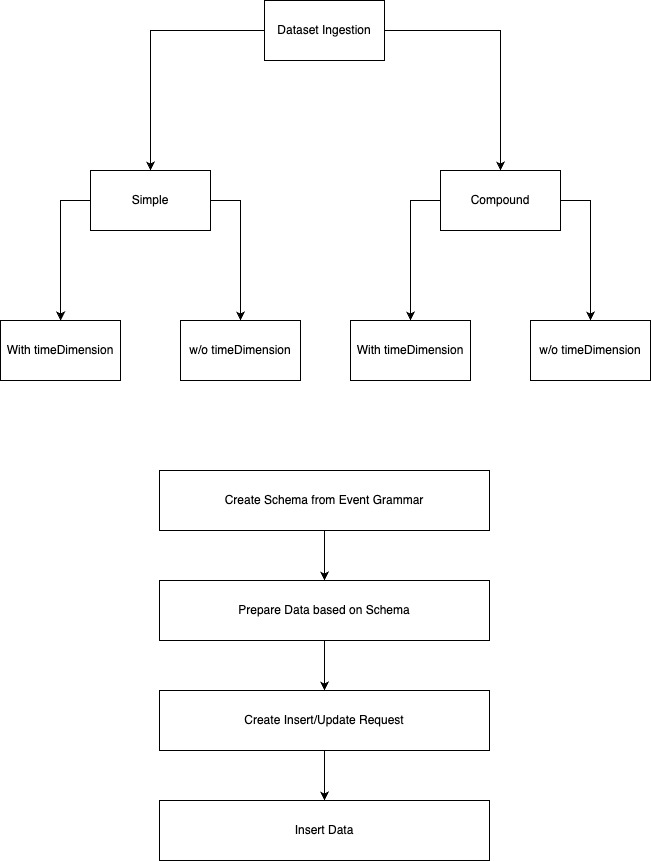 Dataset Ingestion
Simple
Compound
With timeDimension
w/o timeDimension
With timeDimension
w/o timeDimension
Create Schema from Event Grammar
Prepare Data based on Schema
Create Insert/Update Request
Insert Data